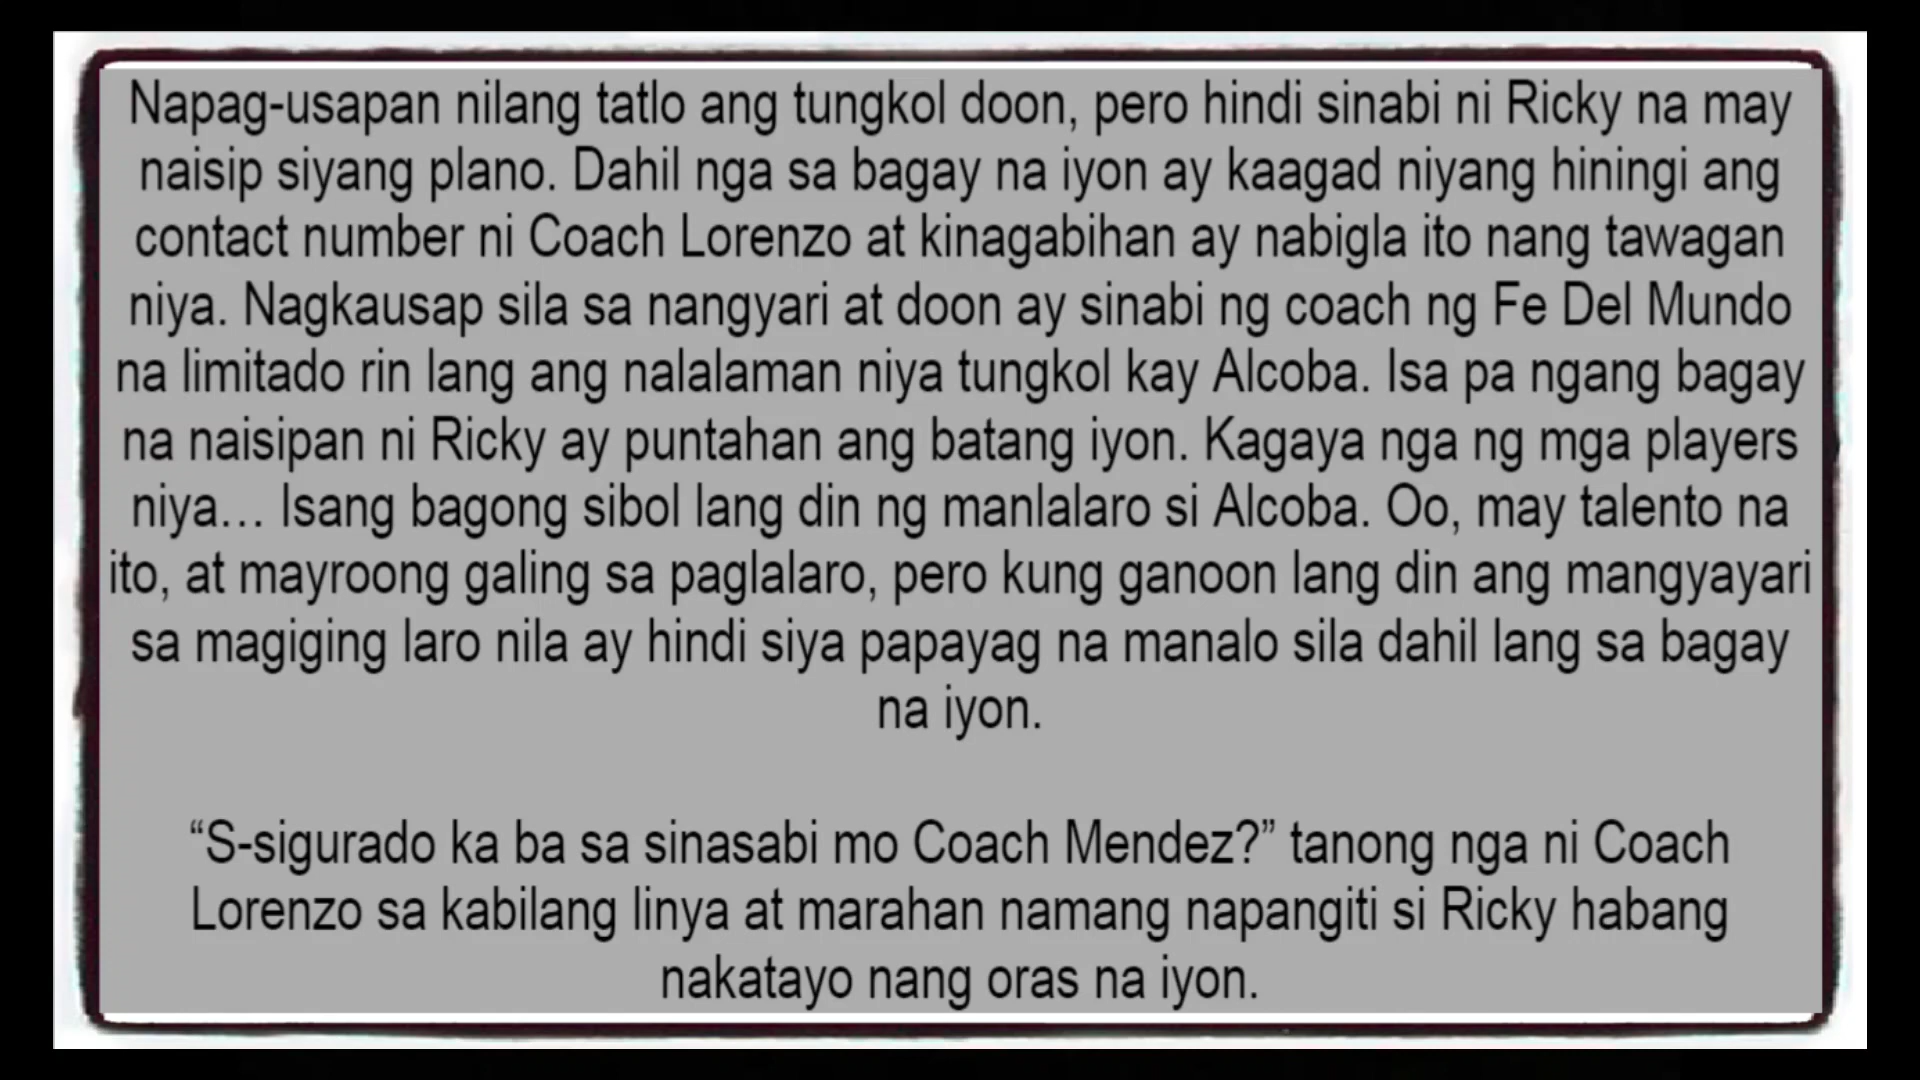 Napag-usapan nilang tatlo ang tungkol doon, pero hindi sinabi ni Ricky na may
naisip siyang plano. Dahil nga sa bagay na iyon ay kaagad niyang hiningi ang
contact number ni Coach Lorenzo at kinagabihan ay nabigla ito nang tawagan
niya. Nagkausap sila sa nangyari at doon ay sinabi ng coach ng Fe Del Mundo
na limitado rin lang ang nalalaman niya tungkol kay Alcoba. Isa pa ngang bagay
na naisipan ni Ricky ay puntahan ang batang iyon. Kagaya nga ng mga players
niya… Isang bagong sibol lang din ng manlalaro si Alcoba. Oo, may talento na
ito, at mayroong galing sa paglalaro, pero kung ganoon lang din ang mangyayari
sa magiging laro nila ay hindi siya papayag na manalo sila dahil lang sa bagay
na iyon.
“S-sigurado ka ba sa sinasabi mo Coach Mendez?” tanong nga ni Coach
Lorenzo sa kabilang linya at marahan namang napangiti si Ricky habang
nakatayo nang oras na iyon.